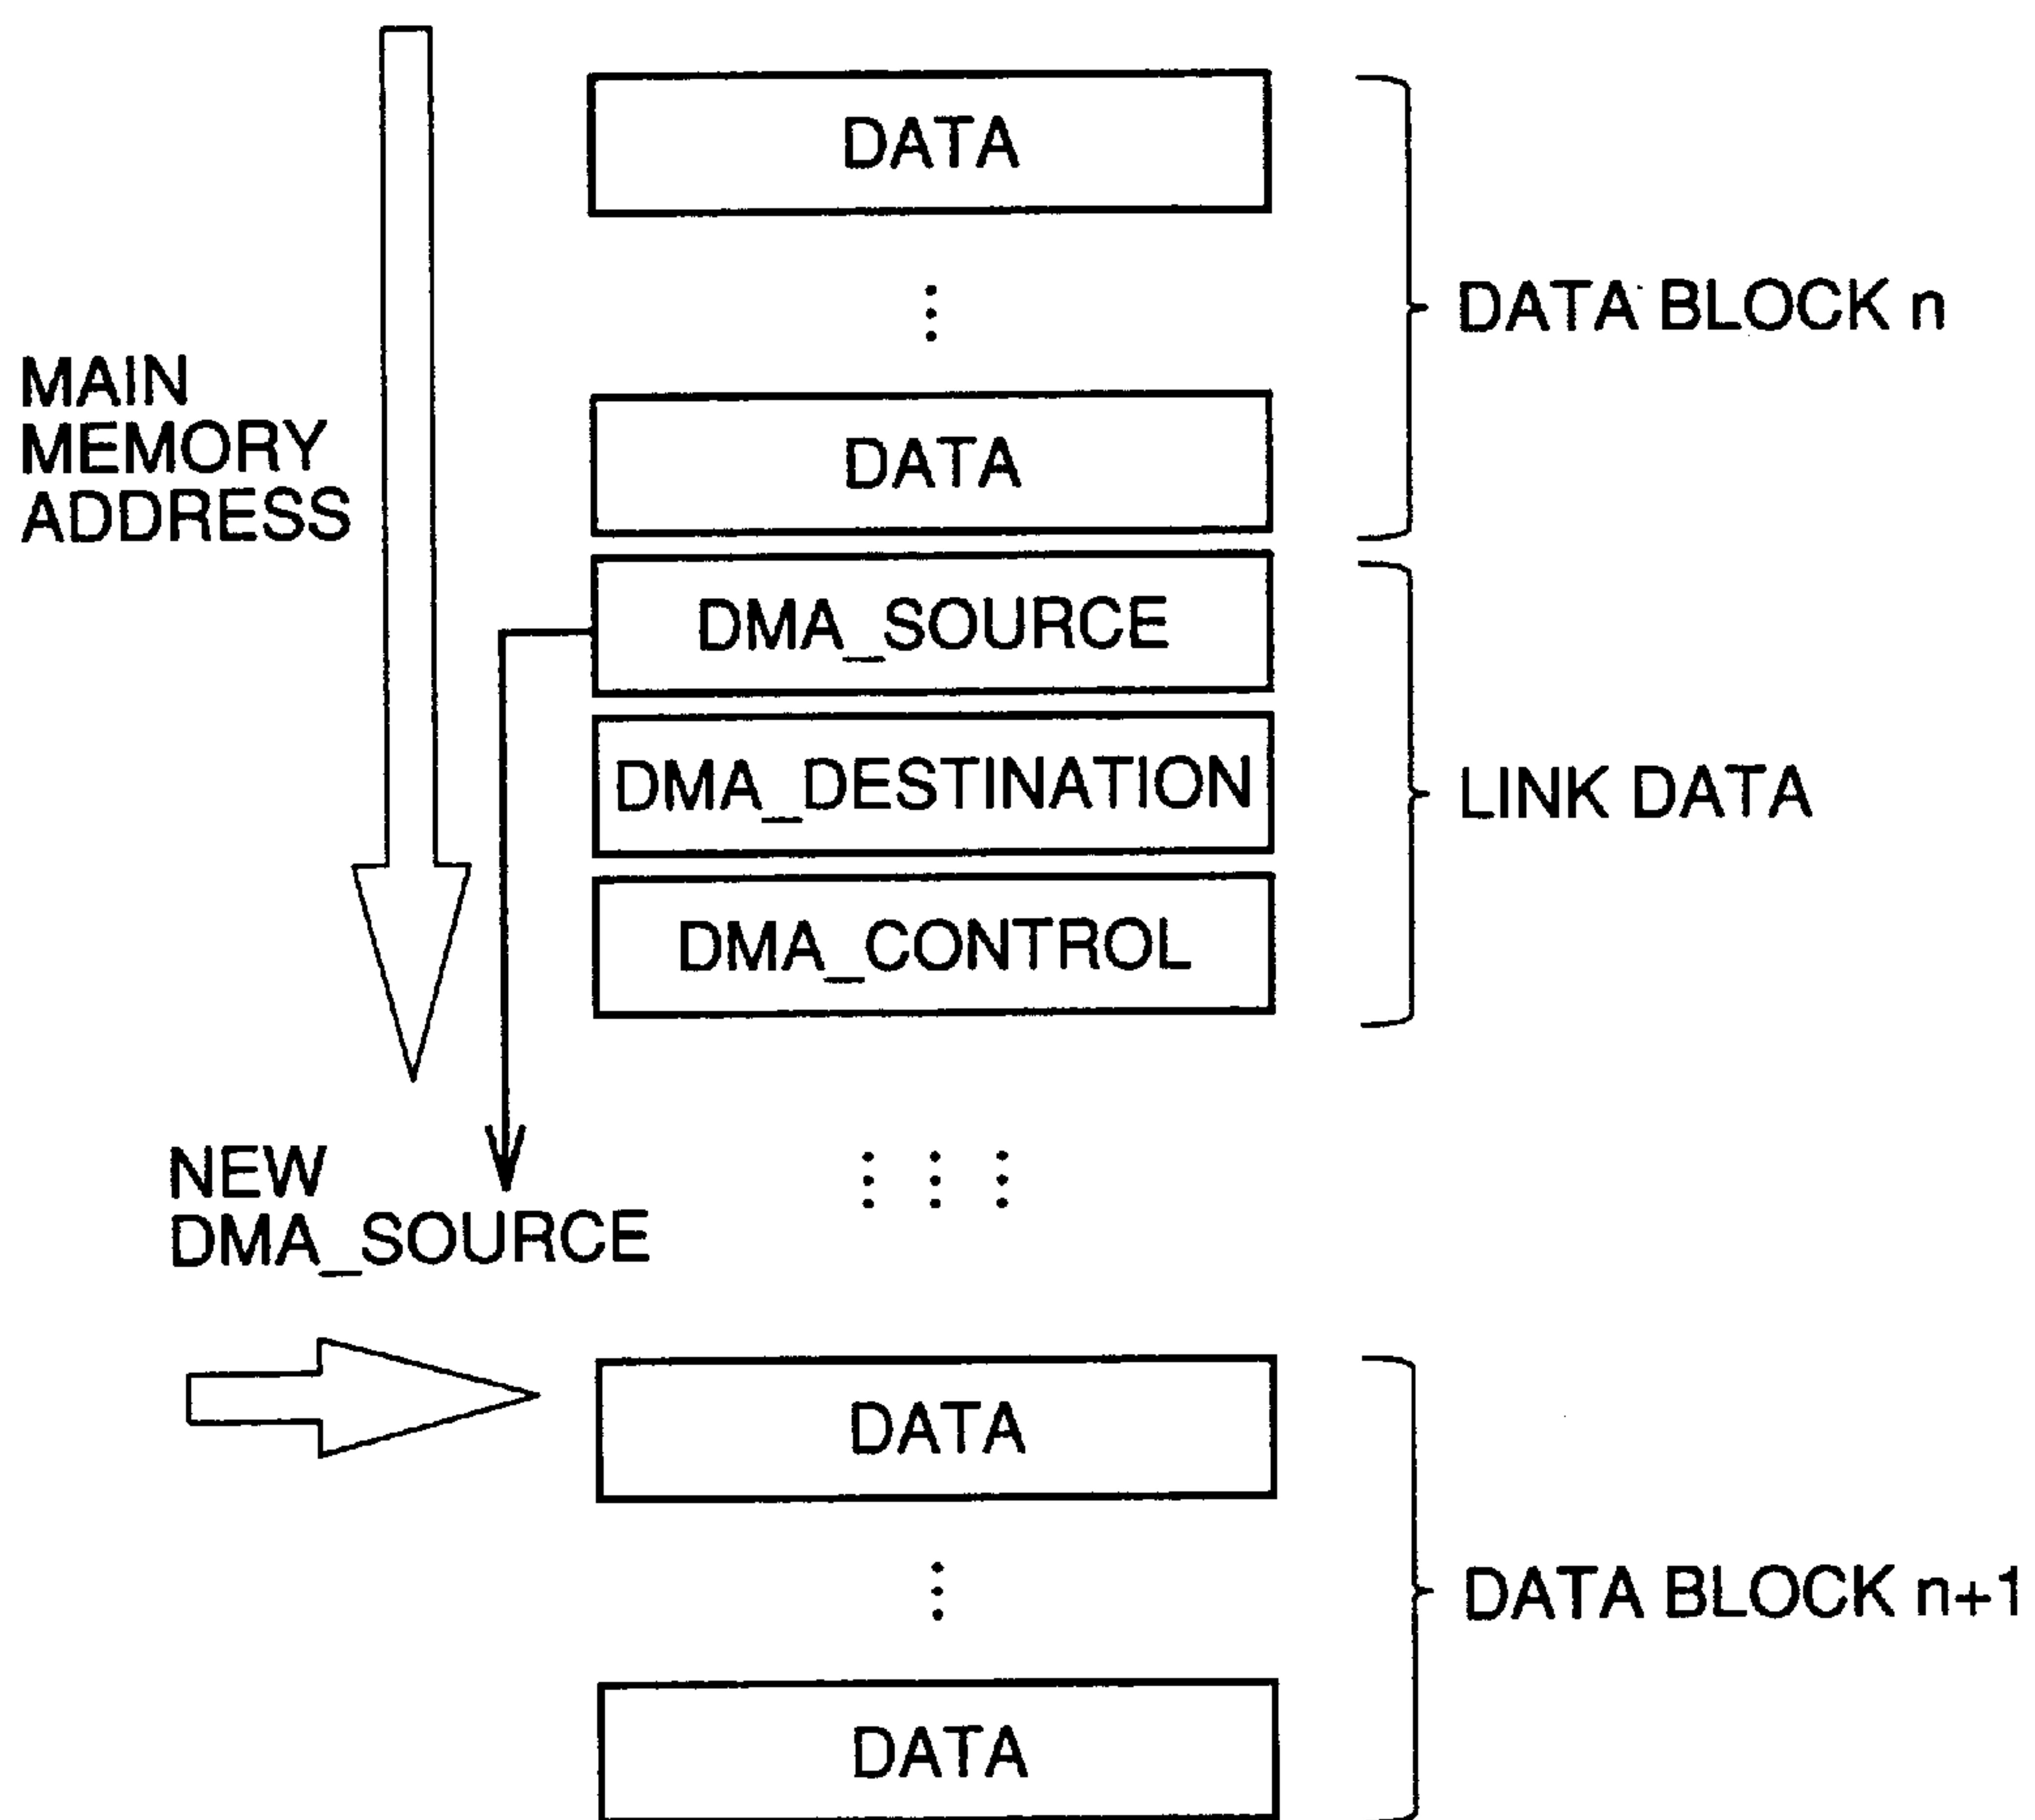 DATA
DATA BLOCK n
MAIN
MEMORY
ADDRESS
DATA
DMA_SOURCE
DMA_DESTINATION
LINK DATA
DMA_CONTROL
NEW
DMA_SOURCE
DATA
DATA BLOCK n+1
DATA